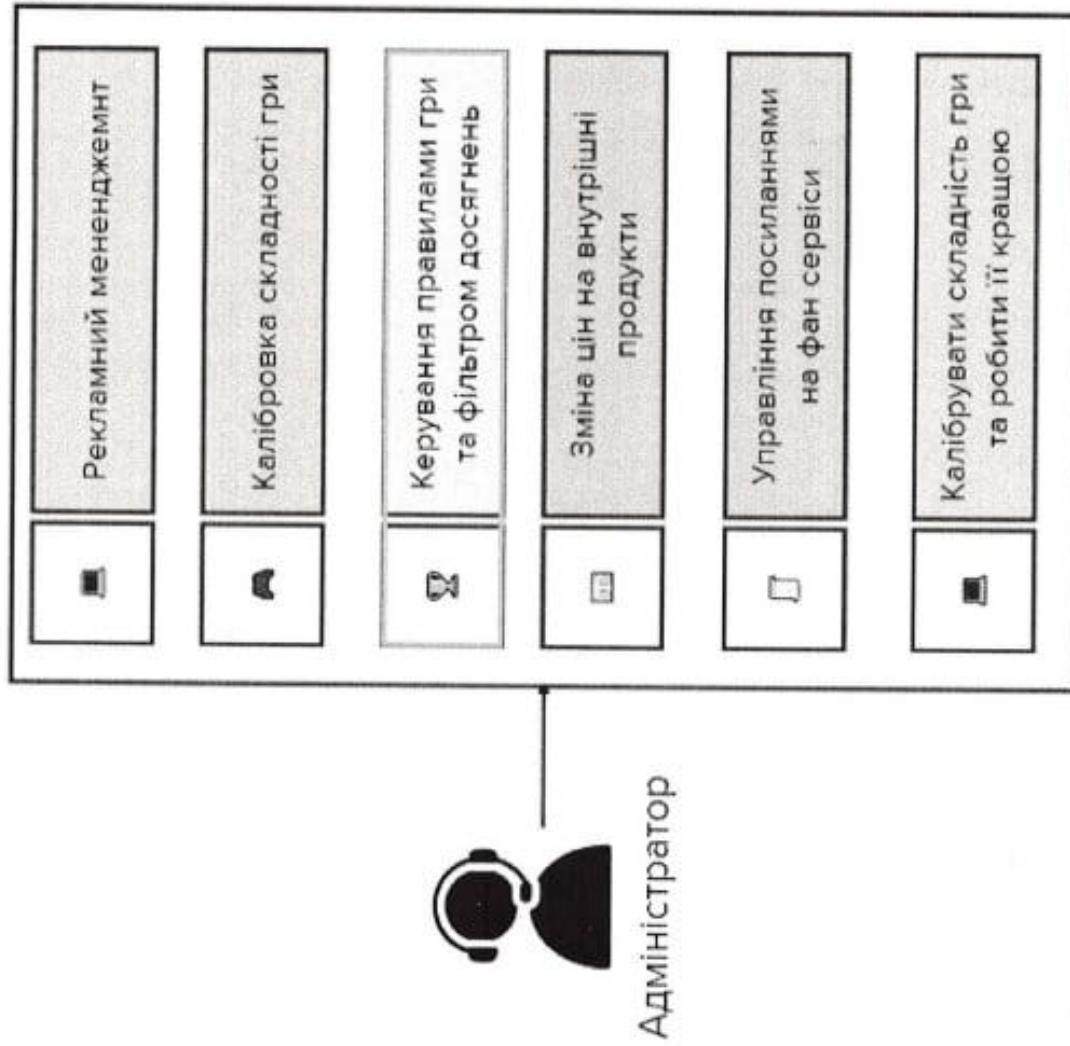 Рекламний мененджемнт
Калібровка складності гри
Керування правилами гри
та фільтром досягнень
Зміна цін на внутрішні
продукти
Управління посиланнями
на фан сервіси
Калібрувати складність гри
та робити її кращою
Адміністратор